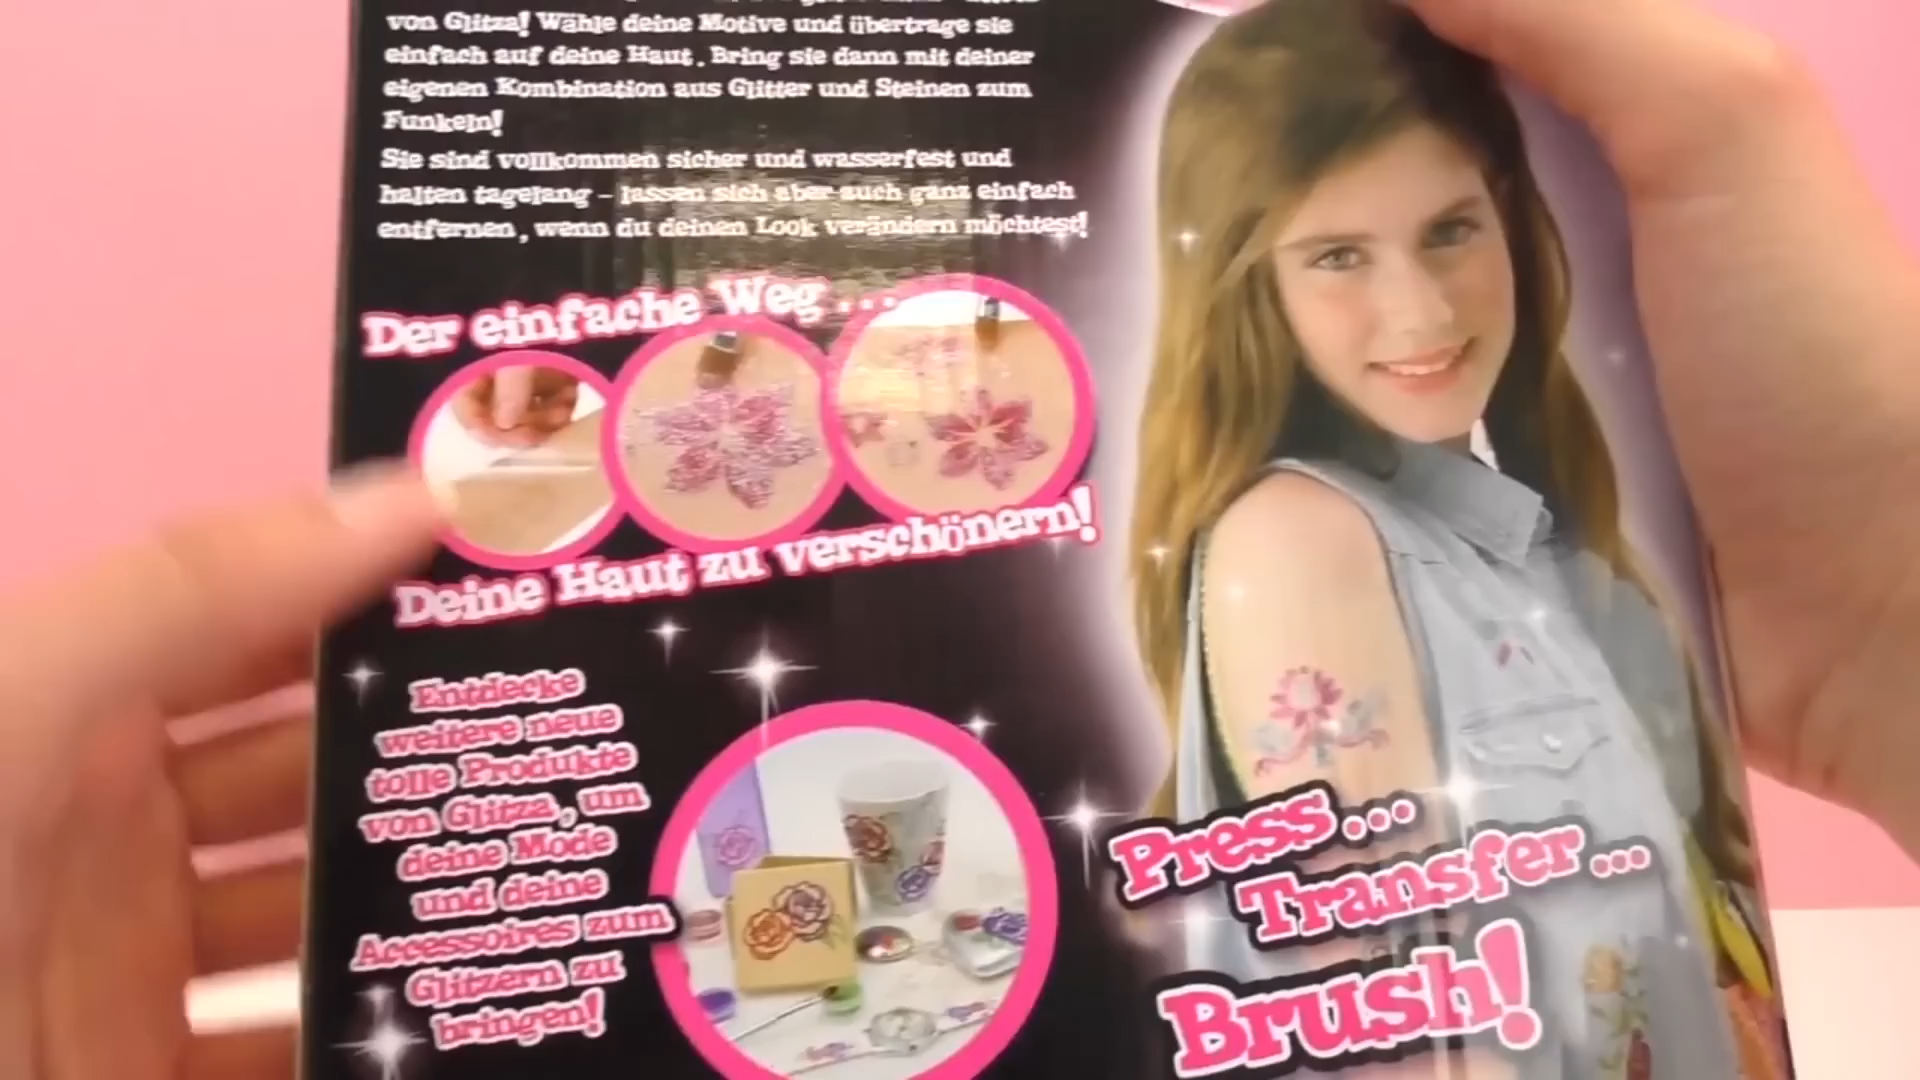 von Glitza! Wähle deine Motive und übertrage sie
einfach auf deine Haut. Bring sie dann mit deiner
eigenen Kombination aus Glitter und Steinen zum
Funkeln!
Sie sind vollkommen sicher und wasserfest und
halten tagelang – lassen sich aber auch ganz einfach
entfernen, wenn du deinen Look verändern möchtest!
Der einfache Weg...
Deine Haut zu verschönern!
Entdecke
weitere neue
tolle Produkte
von Glitza, um
deine Mode
und deine
Accessoires zum
Glitzern zu
bringen!
Press...
Transfer...
Brush!